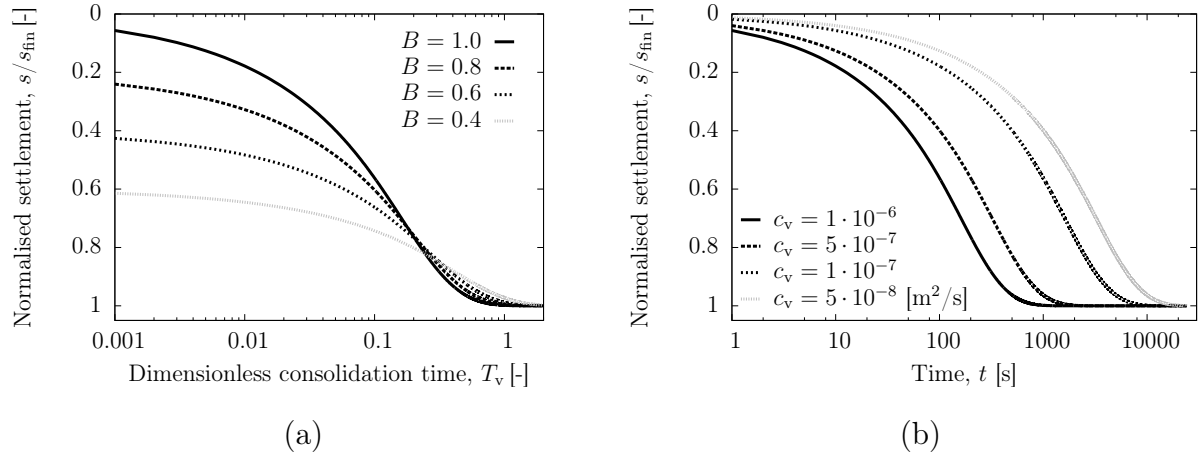 0
0.2
0.4
0.6
0.8
1
0.001
0.01
0.1
1
Normalised settlement, s/s_fin [-]
Dimensionless consolidation time, T_v [-]
B = 1.0
B = 0.8
B = 0.6
B = 0.4
(a)
0
0.2
0.4
0.6
0.8
1
1
10
100
1000
10000
Normalised settlement, s/s_fin [-]
Time, t [s]
c_v = 1 · 10^−6
c_v = 5 · 10^−7
c_v = 1 · 10^−7
c_v = 5 · 10^−8 [m²/s]
(b)